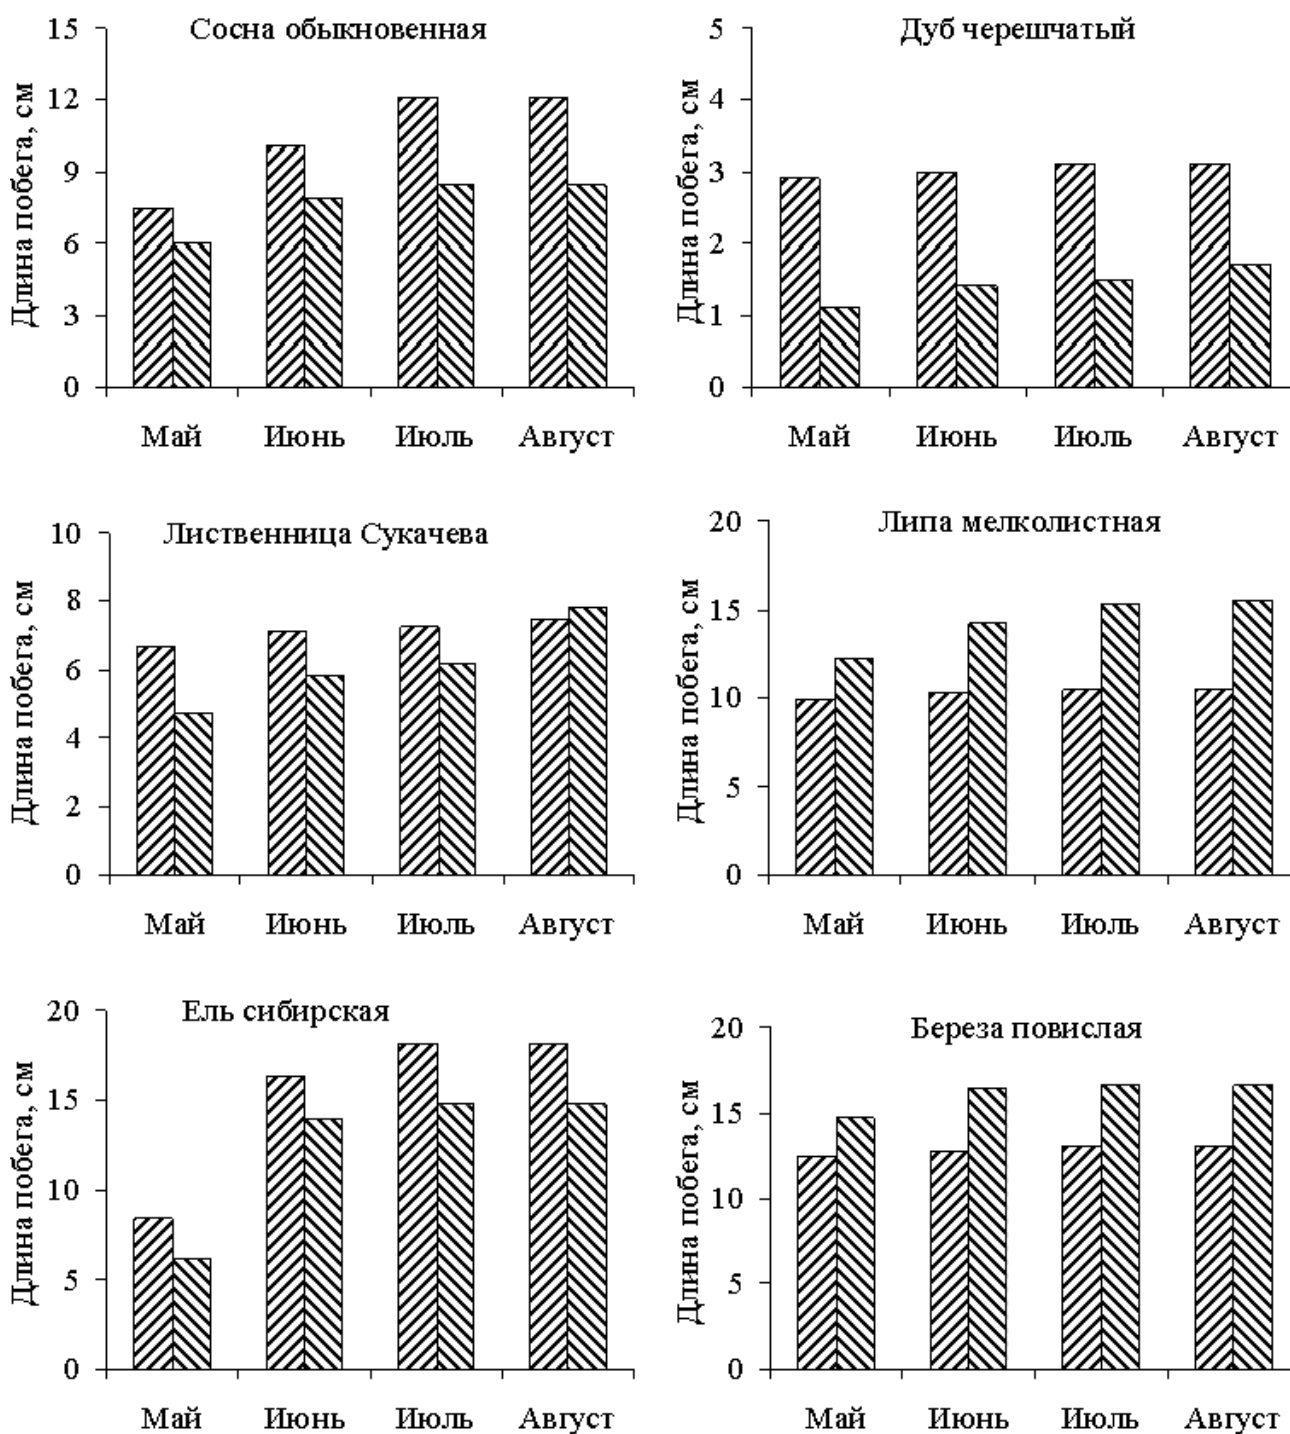 Сосна обыкновенная
Длина побега, см
15
12
9
6
3
0
Май Июнь Июль Август
Дуб черешчатый
Длина побега, см
5
4
3
2
1
0
Май Июнь Июль Август
Лиственница Сукачева
Длина побега, см
10
8
6
4
2
0
Май Июнь Июль Август
Липа мелколистная
Длина побега, см
20
15
10
5
0
Май Июнь Июль Август
Ель сибирская
Длина побега, см
20
15
10
5
0
Май Июнь Июль Август
Береза повислая
Длина побега, см
20
15
10
5
0
Май Июнь Июль Август